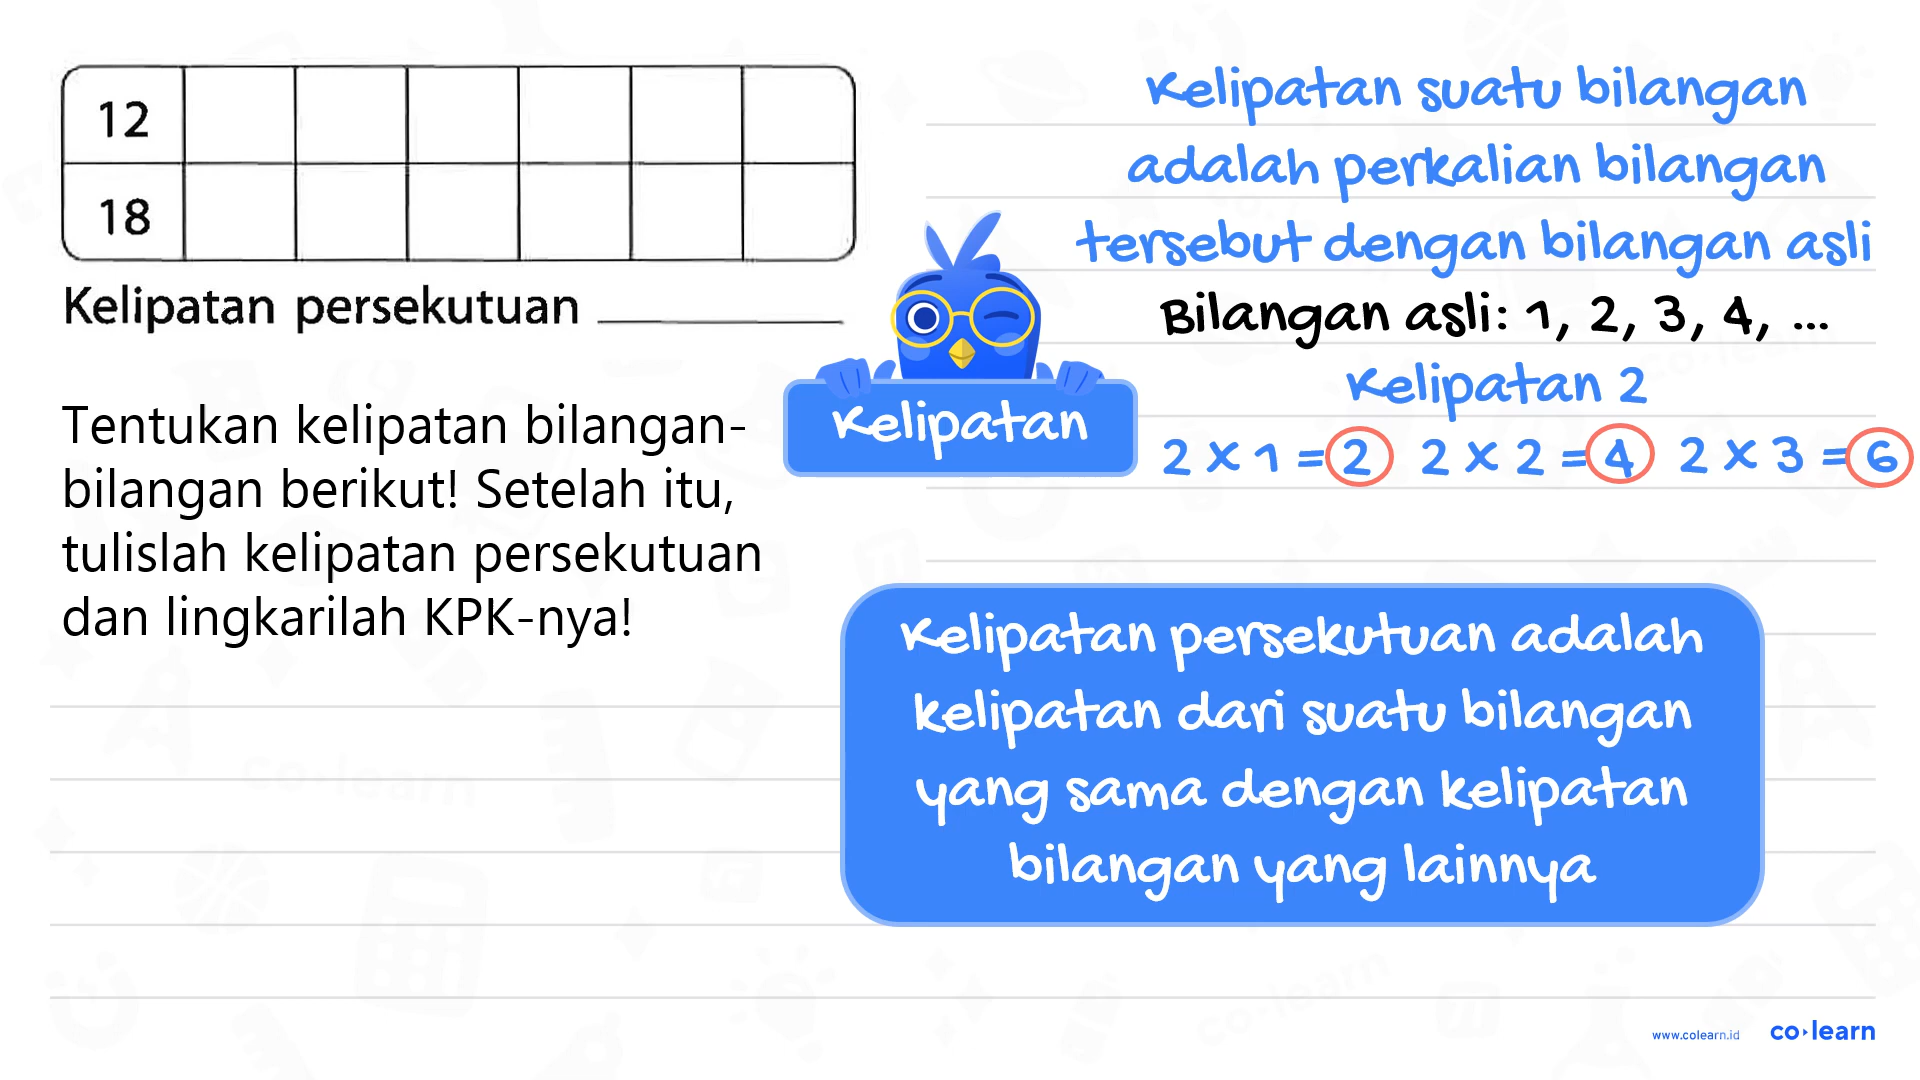 12
18
Kelipatan persekutuan
Tentukan kelipatan bilangan-
bilangan berikut! Setelah itu,
tulislah kelipatan persekutuan
dan lingkarilah KPK-nya!
Kelipatan
Kelipatan suatu bilangan
adalah perkalian bilangan
tersebut dengan bilangan asli
Bilangan asli: 1, 2, 3, 4, ...
Kelipatan 2
2 x 1 = 2 2 x 2 = 4 2 x 3 = 6
Kelipatan persekutuan adalah
kelipatan dari suatu bilangan
yang sama dengan kelipatan
bilangan yang lainnya
www.colearn.id co·learn